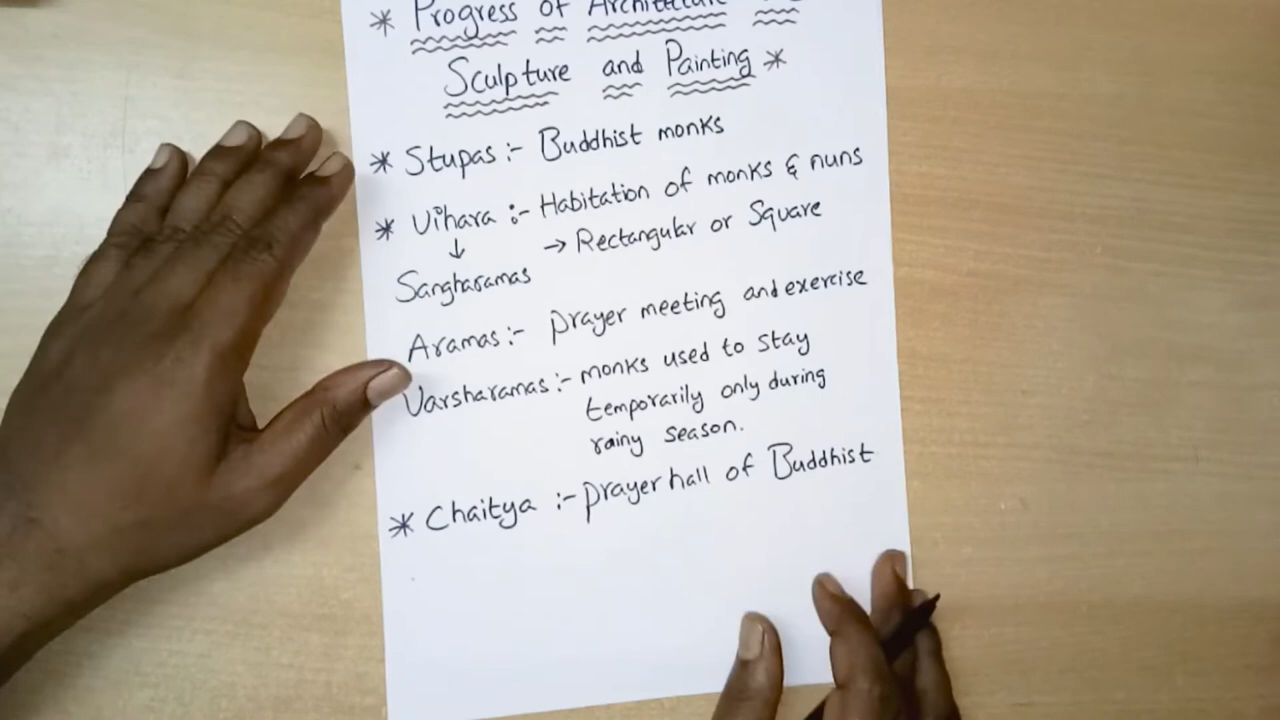 * Progress of Architecture
Sculpture and Painting *
* Stupas :- Buddhist monks
* Vihara :- Habitation of monks & nuns
↓ → Rectangular or Square
Sangharamas
Aramas :- prayer meeting and exercise
Varsharamas :- monks used to stay
temporarily only during
rainy season.
* Chaitya :- prayer hall of Buddhist